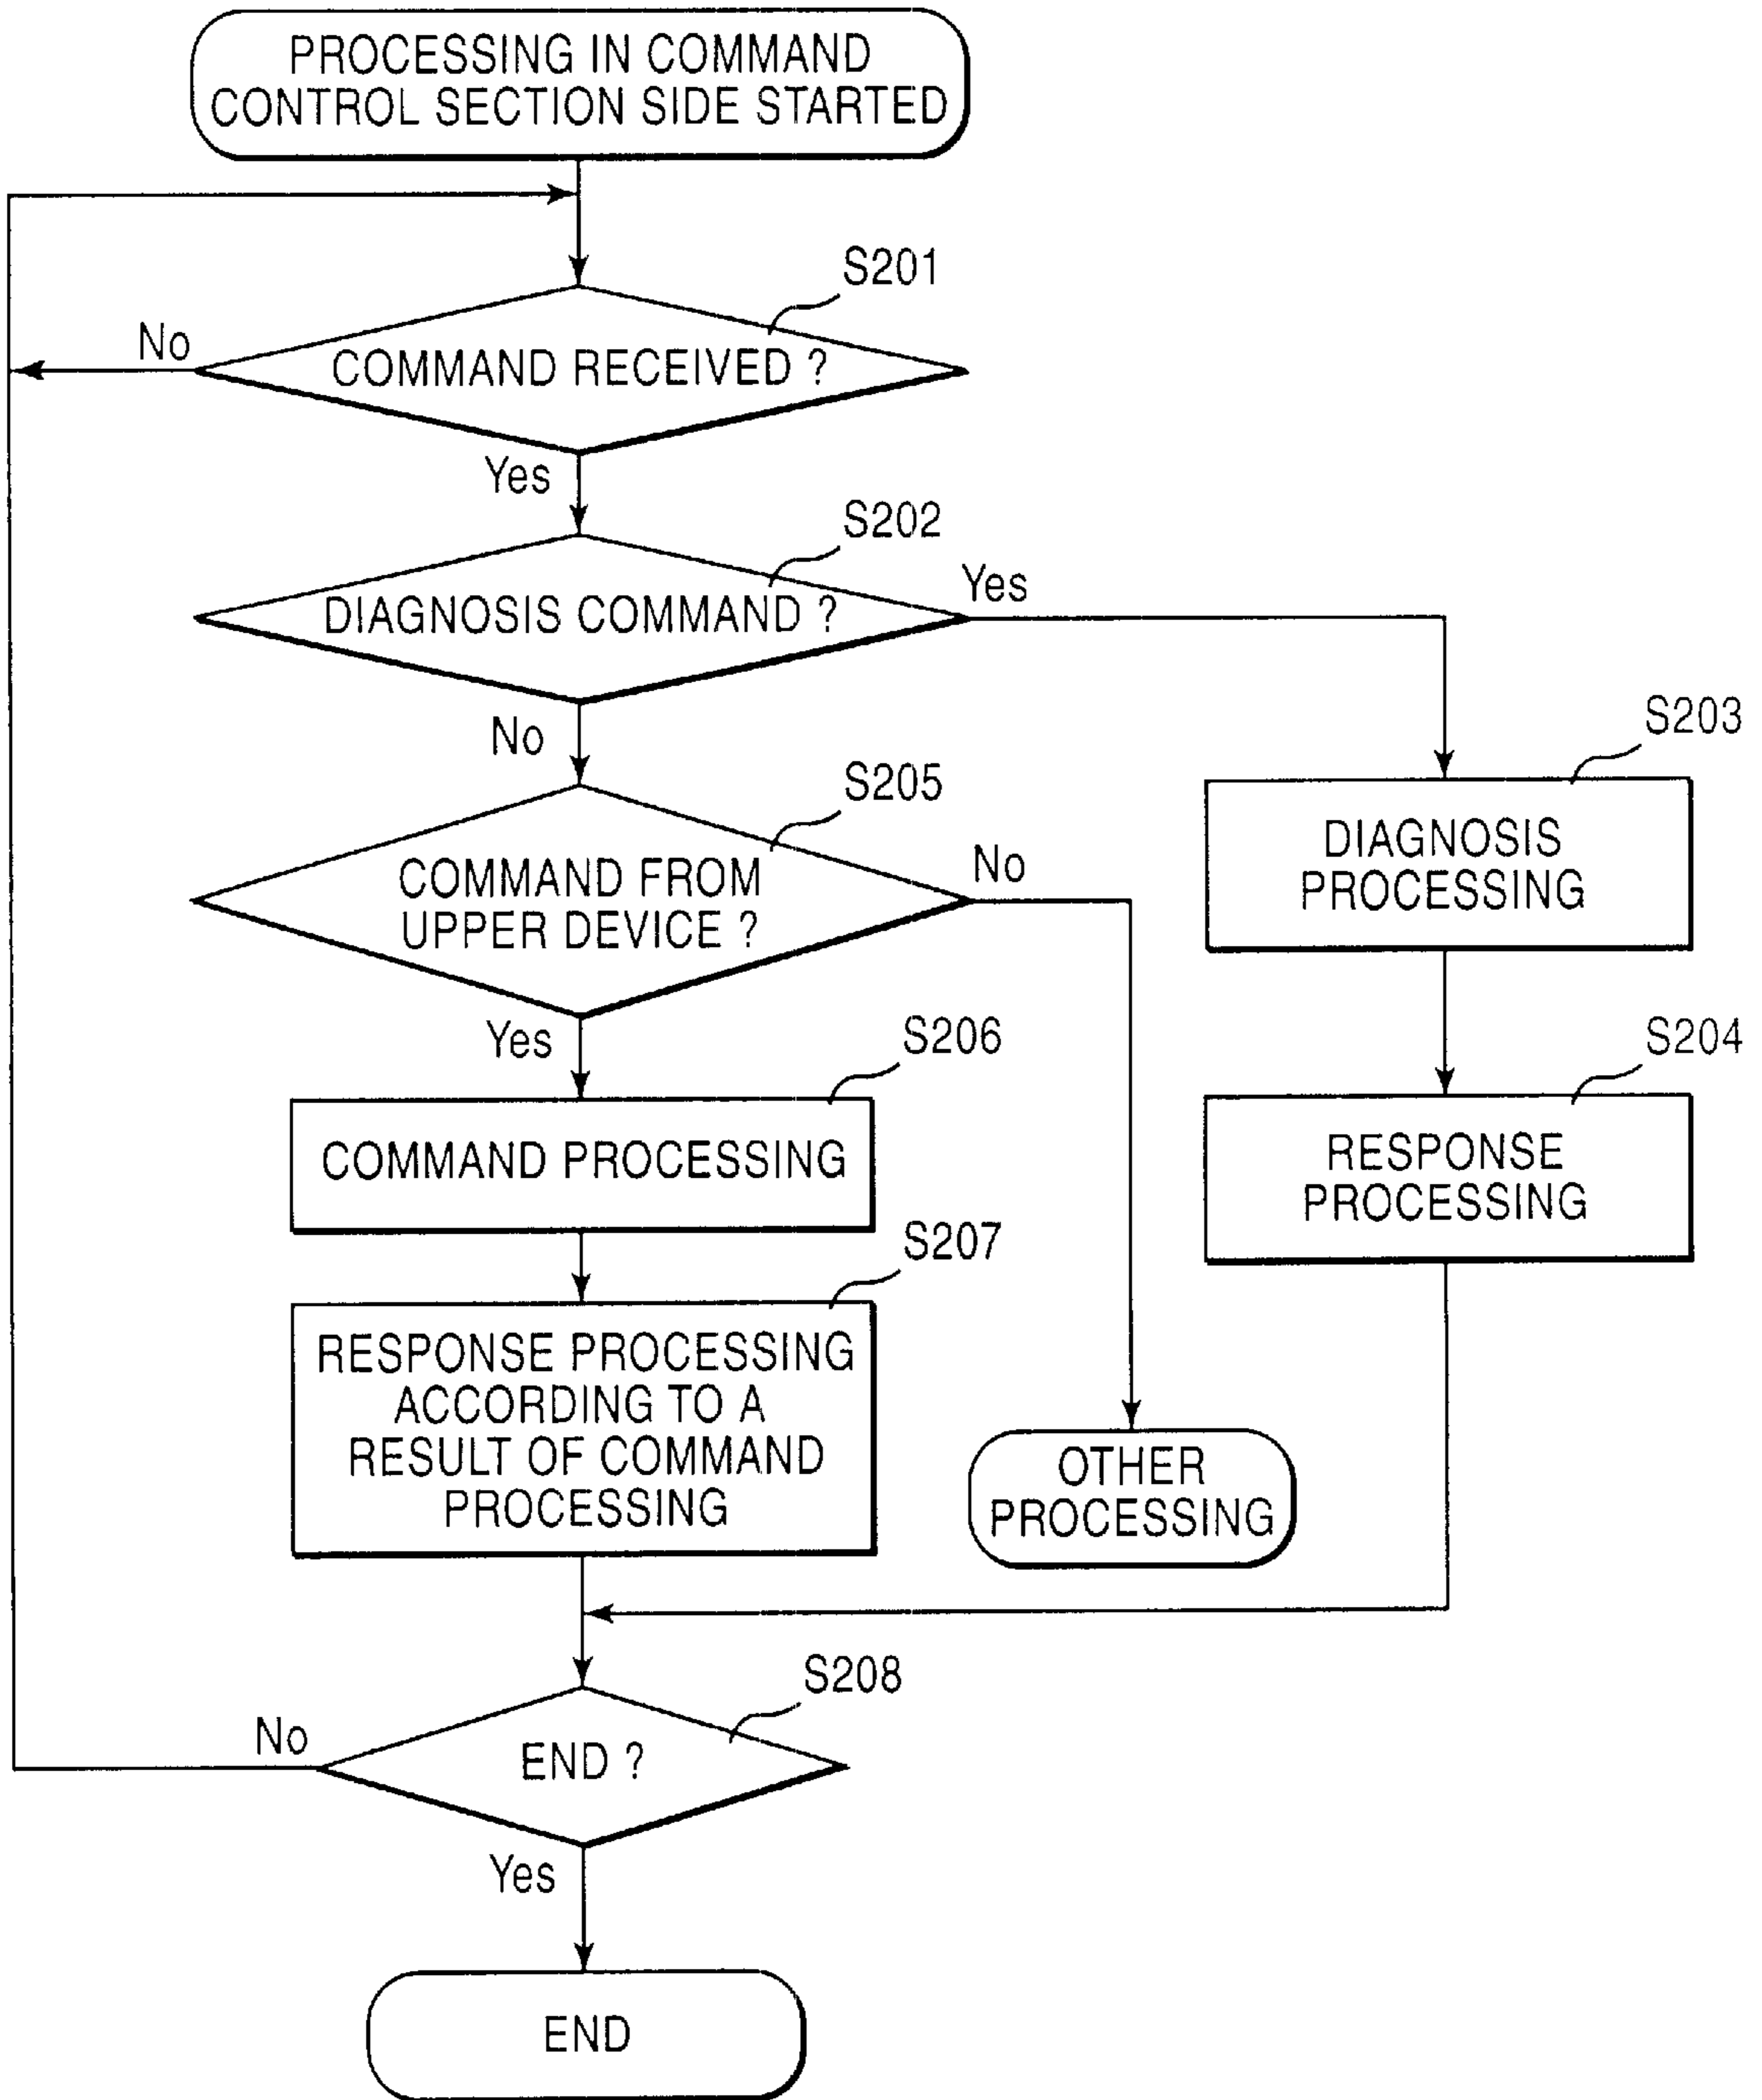 PROCESSING IN COMMAND
CONTROL SECTION SIDE STARTED
S201
No
COMMAND RECEIVED ?
Yes
S202
Yes
DIAGNOSIS COMMAND ?
No
S203
S205
DIAGNOSIS
PROCESSING
COMMAND FROM
UPPER DEVICE ?
No
Yes
S206
S204
COMMAND PROCESSING
RESPONSE
PROCESSING
S207
RESPONSE PROCESSING
ACCORDING TO A
RESULT OF COMMAND
PROCESSING
OTHER
PROCESSING
S208
No
END ?
Yes
END